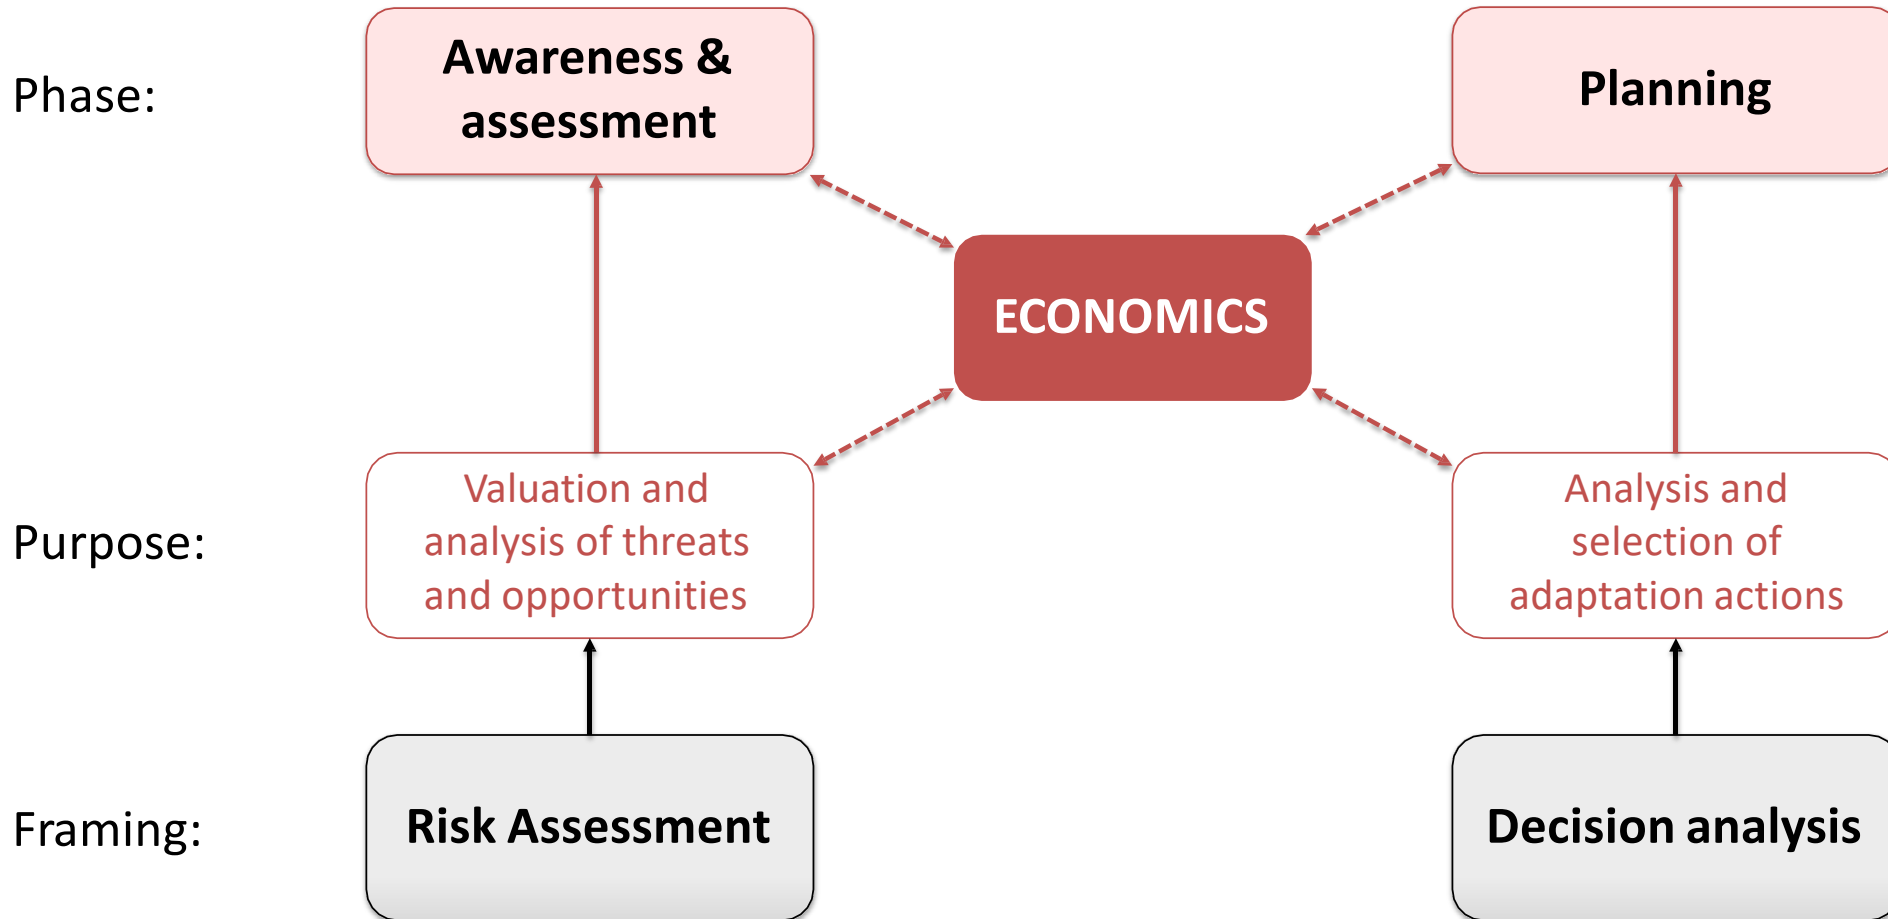 Phase:
Awareness &
assessment
Planning
ECONOMICS
Purpose:
Valuation and
analysis of threats
and opportunities
Analysis and
selection of
adaptation actions
Framing:
Risk Assessment
Decision analysis